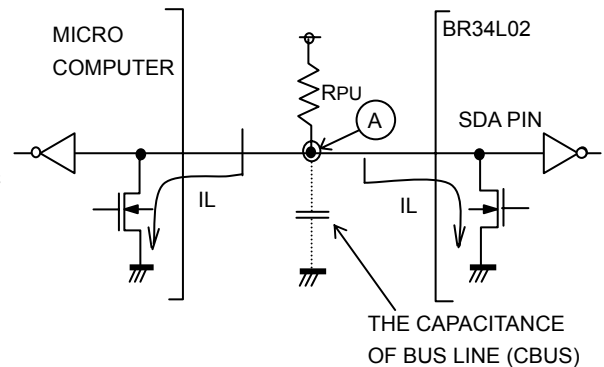 MICRO
COMPUTER
BR34L02
RPU
A
SDA PIN
IL
IL
THE CAPACITANCE
OF BUS LINE (CBUS)